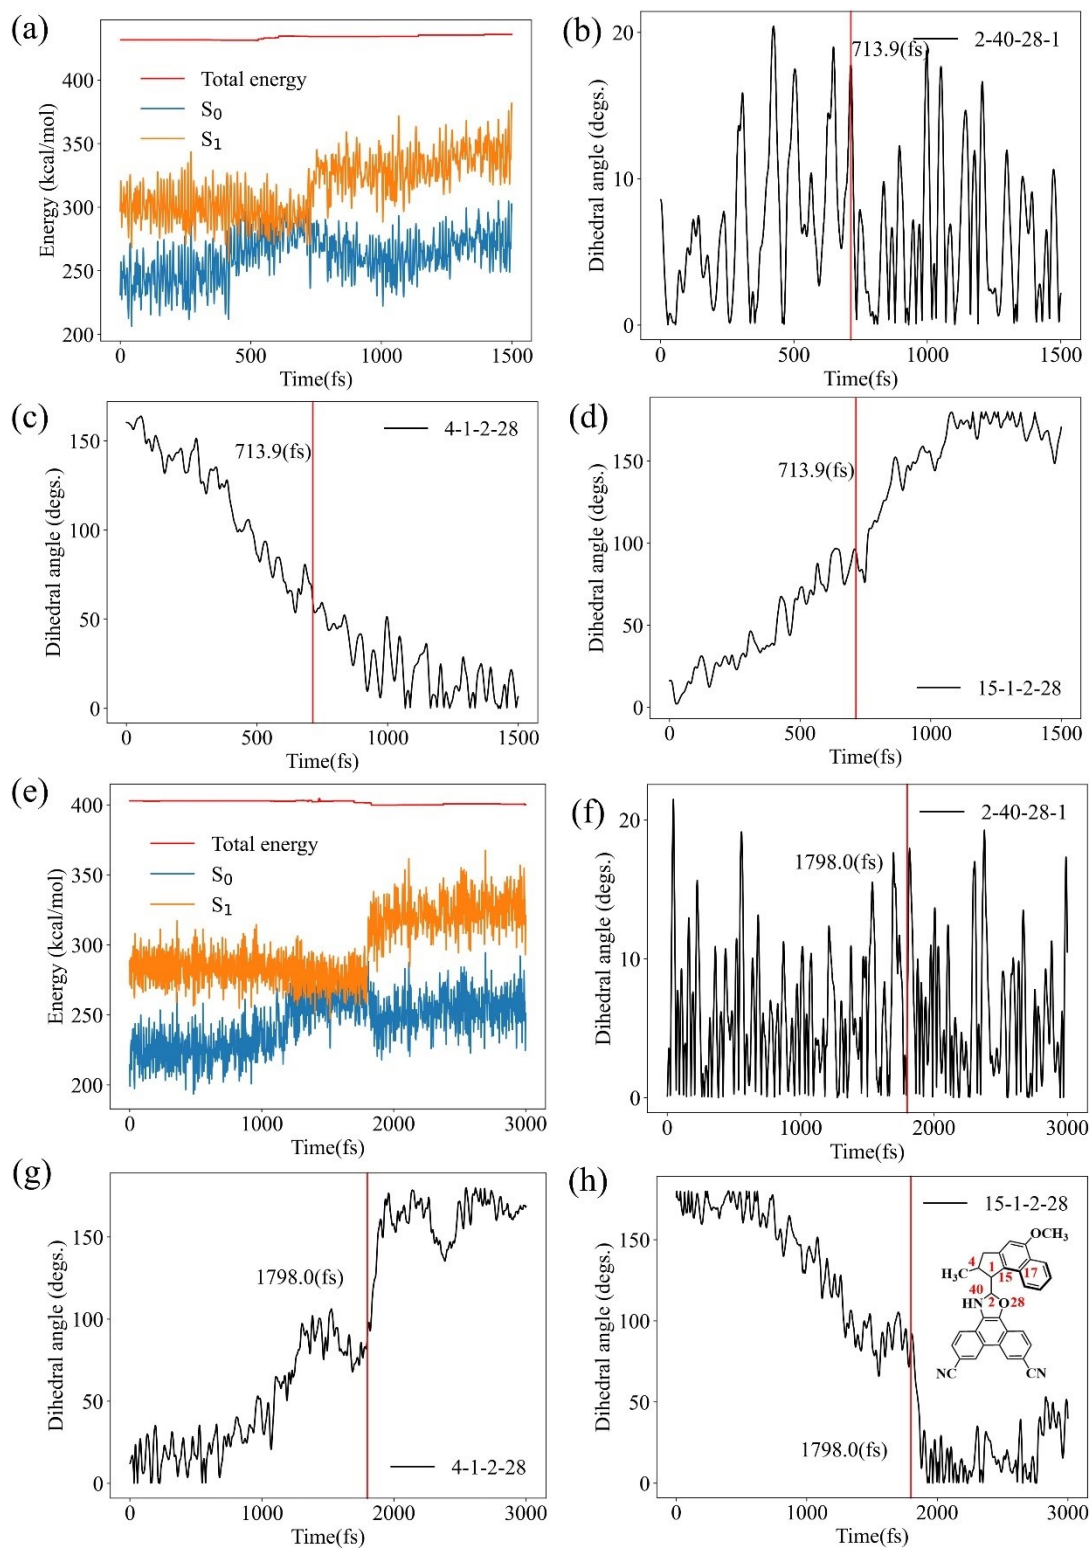 (a)
Energy (kcal/mol)
400
350
300
250
200
Total energy
S₀
S₁
0 500 1000 1500
Time(fs)
(b)
Dihedral angle (degs.)
20
10
0
713.9(fs)
2-40-28-1
0 500 1000 1500
Time(fs)
(c)
Dihedral angle (degs.)
150
100
50
0
713.9(fs)
4-1-2-28
0 500 1000 1500
Time(fs)
(d)
Dihedral angle (degs.)
150
100
50
0
713.9(fs)
15-1-2-28
0 500 1000 1500
Time(fs)
(e)
Energy (kcal/mol)
400
350
300
250
200
Total energy
S₀
S₁
0 1000 2000 3000
Time(fs)
(f)
Dihedral angle (degs.)
20
10
0
1798.0(fs)
2-40-28-1
0 1000 2000 3000
Time(fs)
(g)
Dihedral angle (degs.)
150
100
50
0
1798.0(fs)
4-1-2-28
0 1000 2000 3000
Time(fs)
(h)
Dihedral angle (degs.)
150
100
50
0
15-1-2-28
OCH₃
4 1
15 17
H₃C
40
HN 2 O28
NC CN
1798.0(fs)
0 1000 2000 3000
Time(fs)